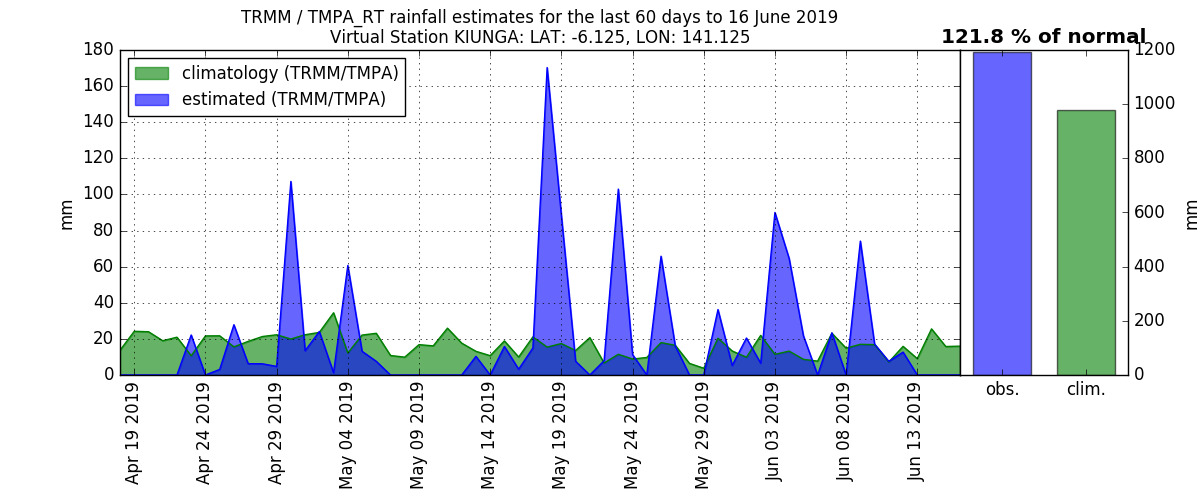 TRMM / TMPA_RT rainfall estimates for the last 60 days to 16 June 2019
Virtual Station KIUNGA: LAT: -6.125, LON: 141.125
121.8 % of normal
climatology (TRMM/TMPA)
estimated (TRMM/TMPA)
mm
180
160
140
120
100
80
60
40
20
0
Apr 19 2019
Apr 24 2019
Apr 29 2019
May 04 2019
May 09 2019
May 14 2019
May 19 2019
May 24 2019
May 29 2019
Jun 03 2019
Jun 08 2019
Jun 13 2019
obs.
clim.
1200
1000
800
600
400
200
0
mm